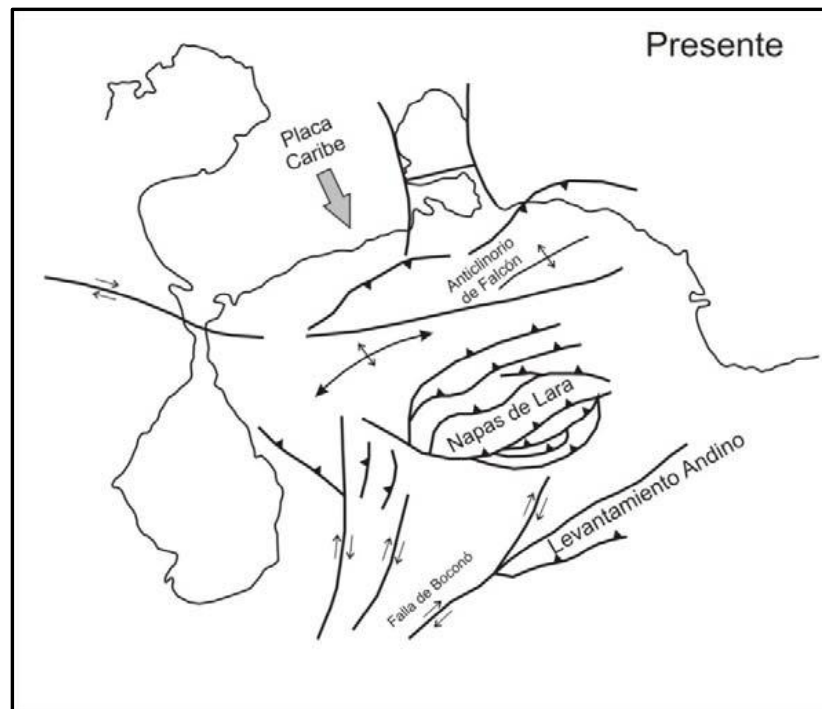 Presente
Placa
Caribe
Anticlinorio
de Falcón
Napas de Lara
Levantamiento Andino
Falla de Boconó